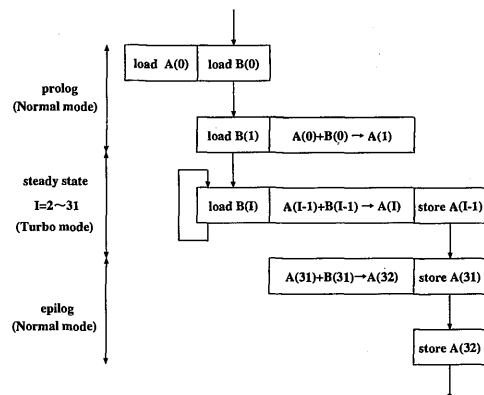 load A(0) load B(0)
prolog
(Normal mode)
load B(1) A(0)+B(0) → A(1)
steady state
I=2～31
(Turbo mode)
load B(I) A(I-1)+B(I-1) → A(I) store A(I-1)
A(31)+B(31)→A(32) store A(31)
epilog
(Normal mode)
store A(32)